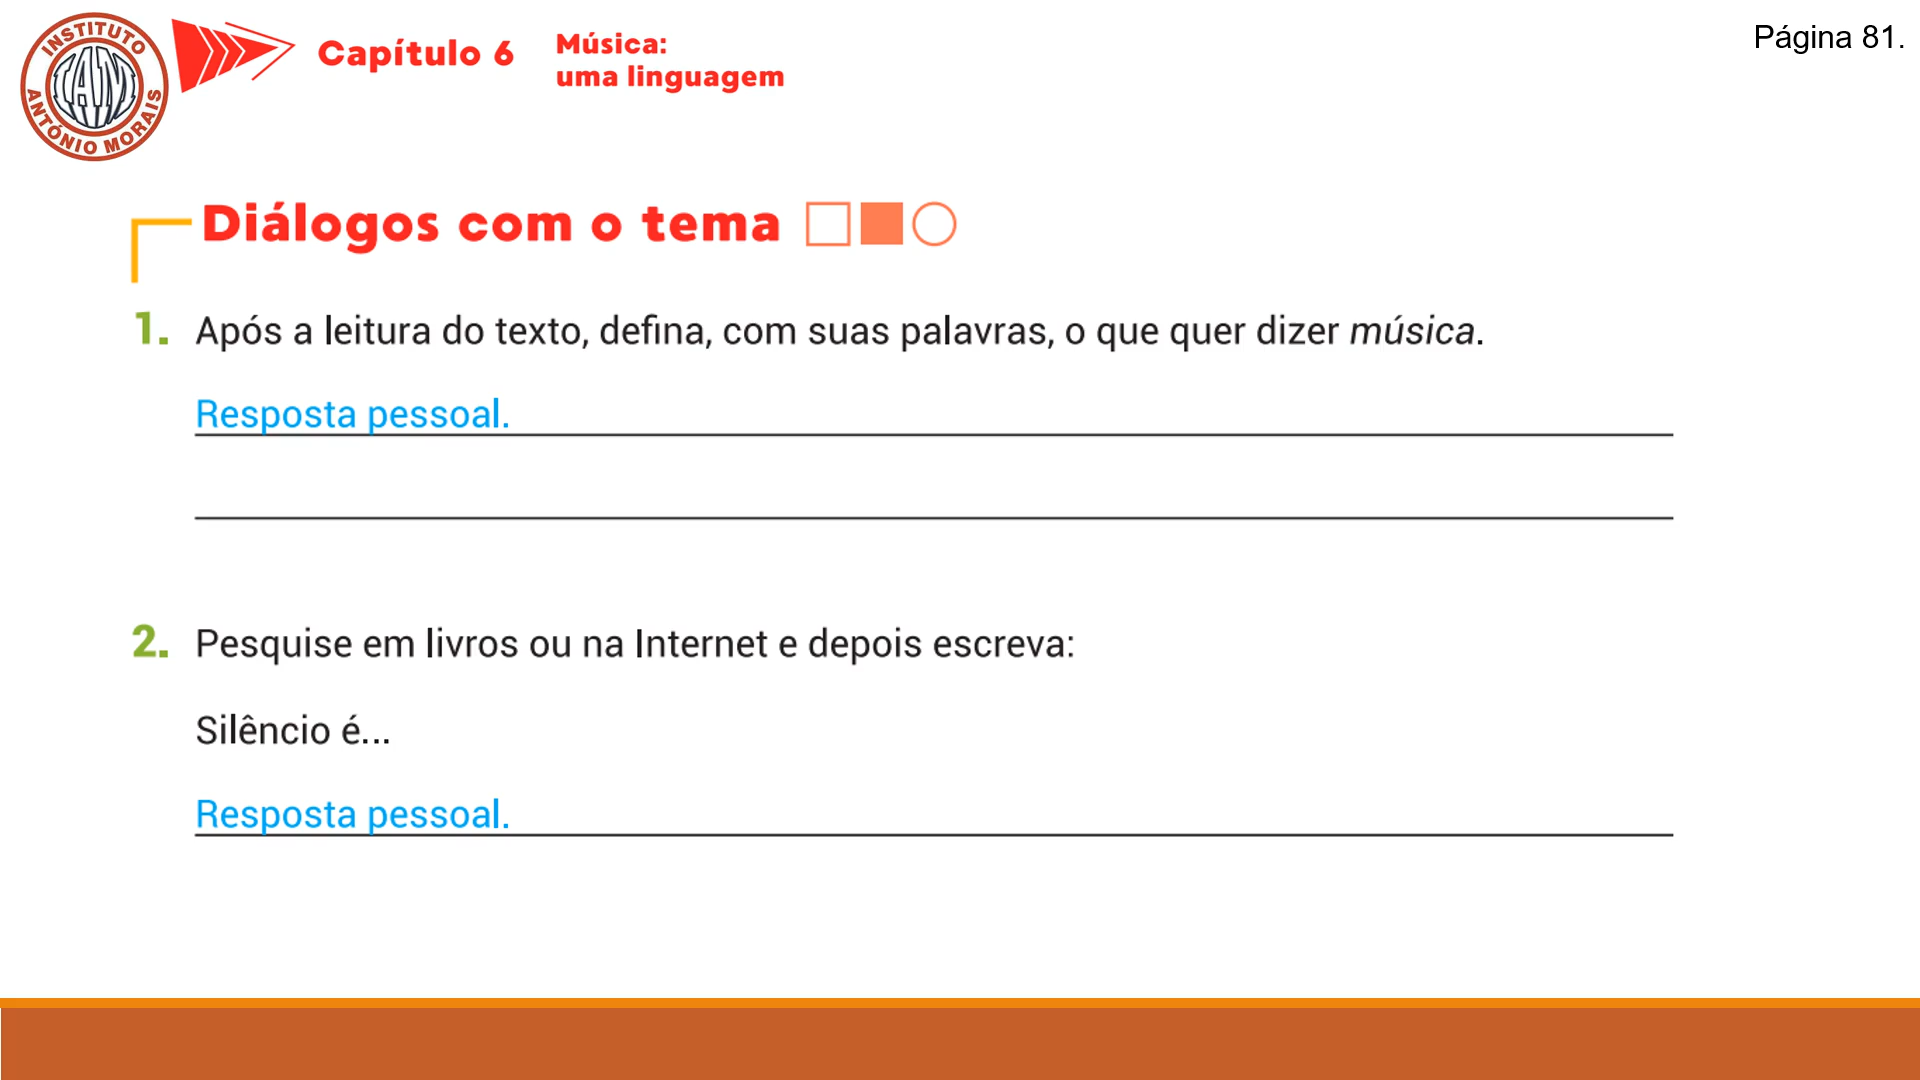 INSTITUTO
IAM
ANTÓNIO MORAIS
Capítulo 6
Música:
uma linguagem
Página 81.
Diálogos com o tema
1. Após a leitura do texto, defina, com suas palavras, o que quer dizer música.
Resposta pessoal.
2. Pesquise em livros ou na Internet e depois escreva:
Silêncio é...
Resposta pessoal.